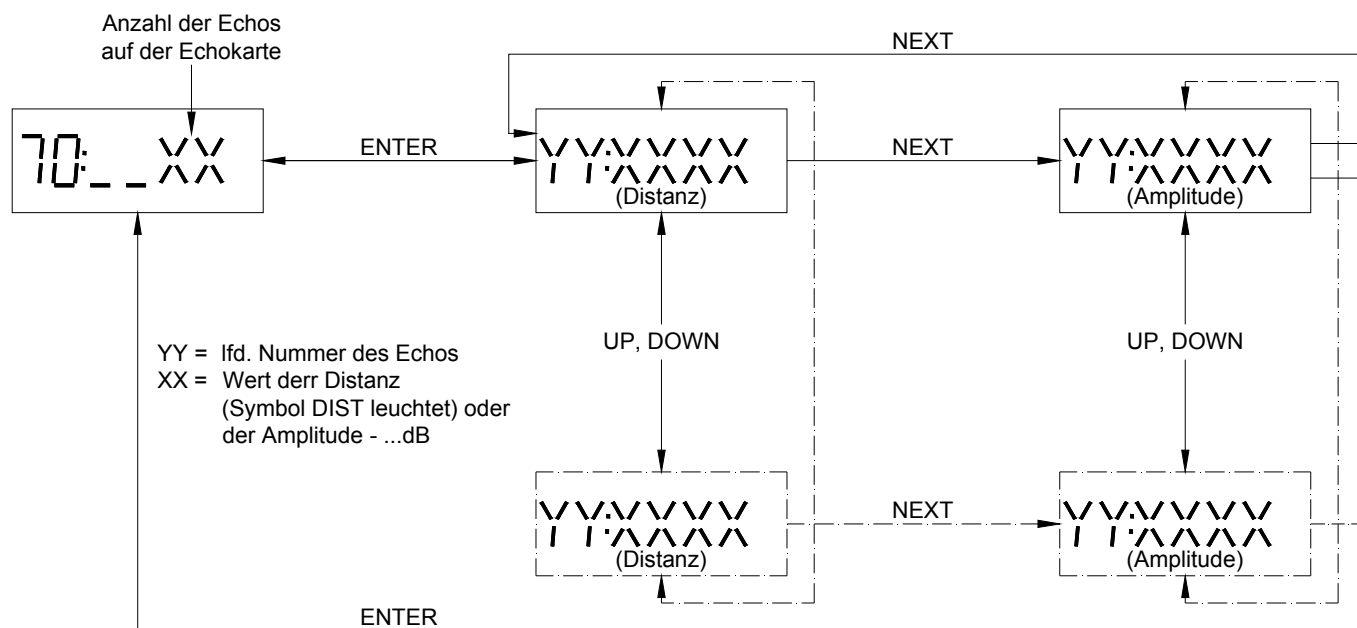 Anzahl der Echos
auf der Echokarte
NEXT
70:_ _ XX
ENTER
YY:XXXX
(Distanz)
NEXT
YY:XXXX
(Amplitude)
UP, DOWN
UP, DOWN
YY = lfd. Nummer des Echos
XX = Wert derr Distanz
(Symbol DIST leuchtet) oder
der Amplitude - ...dB
YY:XXXX
(Distanz)
NEXT
YY:XXXX
(Amplitude)
ENTER